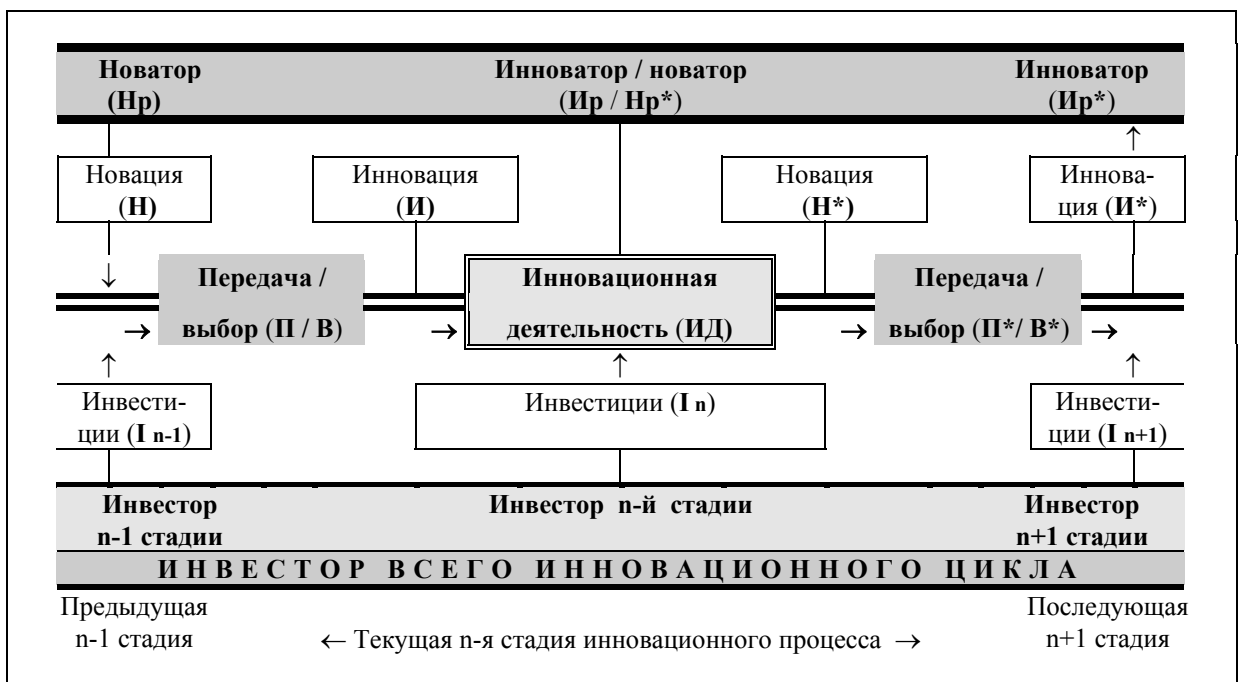 Новатор Инноватор / новатор Инноватор
(Нр) (Ир / Нр*) (Ир*)
↑
Новация Инновация Новация Иннова-
(Н) (И) (Н*) ция (И*)
↓ Передача / Инновационная Передача /
→ выбор (П / В) → деятельность (ИД) → выбор (П*/ В*) →
↑ ↑ ↑
Инвести- Инвестиции (I n) Инвести-
ции (I n-1) ции (I n+1)
Инвестор Инвестор n-й стадии Инвестор
n-1 стадии n+1 стадии
ИНВЕСТОР ВСЕГО ИННОВАЦИОННОГО ЦИКЛА
Предыдущая Последующая
n-1 стадия ← Текущая n-я стадия инновационного процесса → n+1 стадия